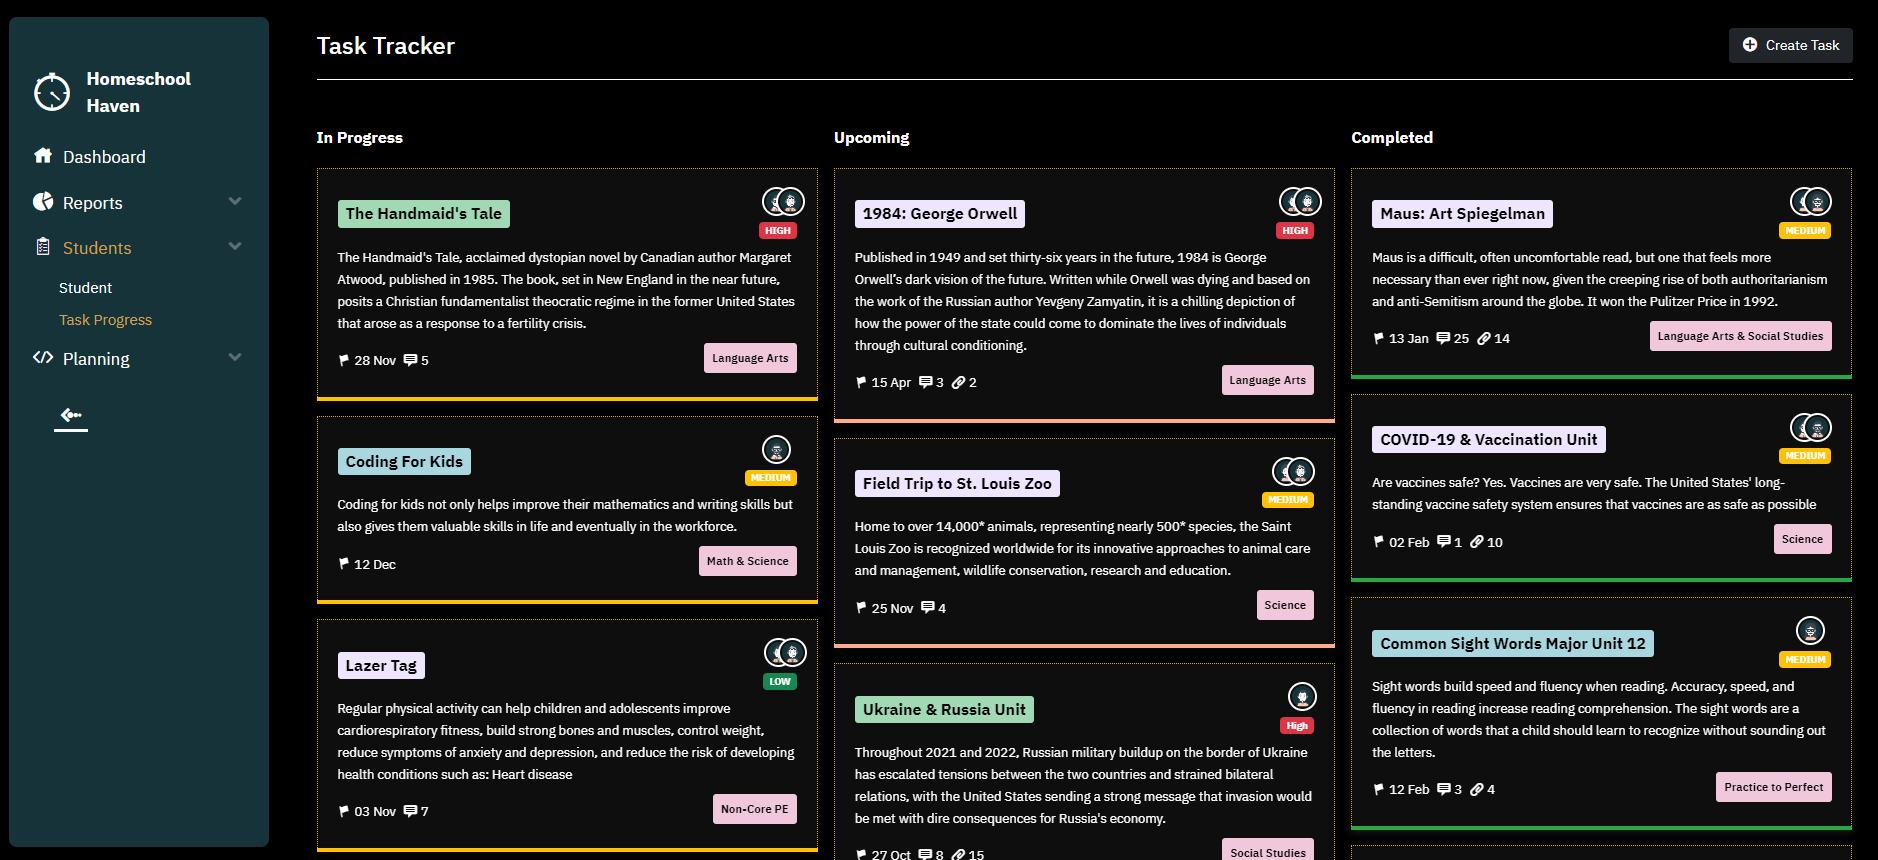 Homeschool
Haven
Dashboard
Reports
Students
Student
Task Progress
Planning
Task Tracker
Create Task
In Progress
The Handmaid's Tale
HIGH
The Handmaid's Tale, acclaimed dystopian novel by Canadian author Margaret
Atwood, published in 1985. The book, set in New England in the near future,
posits a Christian fundamentalist theocratic regime in the former United States
that arose as a response to a fertility crisis.
28 Nov 5
Language Arts
Coding For Kids
MEDIUM
Coding for kids not only helps improve their mathematics and writing skills but
also gives them valuable skills in life and eventually in the workforce.
12 Dec
Math & Science
Lazer Tag
LOW
Regular physical activity can help children and adolescents improve
cardiorespiratory fitness, build strong bones and muscles, control weight,
reduce symptoms of anxiety and depression, and reduce the risk of developing
health conditions such as: Heart disease
03 Nov 7
Non-Core PE
Upcoming
1984: George Orwell
HIGH
Published in 1949 and set thirty-six years in the future, 1984 is George
Orwell’s dark vision of the future. Written while Orwell was dying and based on
the work of the Russian author Yevgeny Zamyatin, it is a chilling depiction of
how the power of the state could come to dominate the lives of individuals
through cultural conditioning.
15 Apr 3 2
Language Arts
Field Trip to St. Louis Zoo
MEDIUM
Home to over 14,000* animals, representing nearly 500* species, the Saint
Louis Zoo is recognized worldwide for its innovative approaches to animal care
and management, wildlife conservation, research and education.
25 Nov 4
Science
Ukraine & Russia Unit
High
Throughout 2021 and 2022, Russian military buildup on the border of Ukraine
has escalated tensions between the two countries and strained bilateral
relations, with the United States sending a strong message that invasion would
be met with dire consequences for Russia's economy.
27 Oct 8 15
Social Studies
Completed
Maus: Art Spiegelman
MEDIUM
Maus is a difficult, often uncomfortable read, but one that feels more
necessary than ever right now, given the creeping rise of both authoritarianism
and anti-Semitism around the globe. It won the Pulitzer Price in 1992.
13 Jan 25 14
Language Arts & Social Studies
COVID-19 & Vaccination Unit
MEDIUM
Are vaccines safe? Yes. Vaccines are very safe. The United States' long-
standing vaccine safety system ensures that vaccines are as safe as possible
02 Feb 1 10
Science
Common Sight Words Major Unit 12
MEDIUM
Sight words build speed and fluency when reading. Accuracy, speed, and
fluency in reading increase reading comprehension. The sight words are a
collection of words that a child should learn to recognize without sounding out
the letters.
12 Feb 3 4
Practice to Perfect